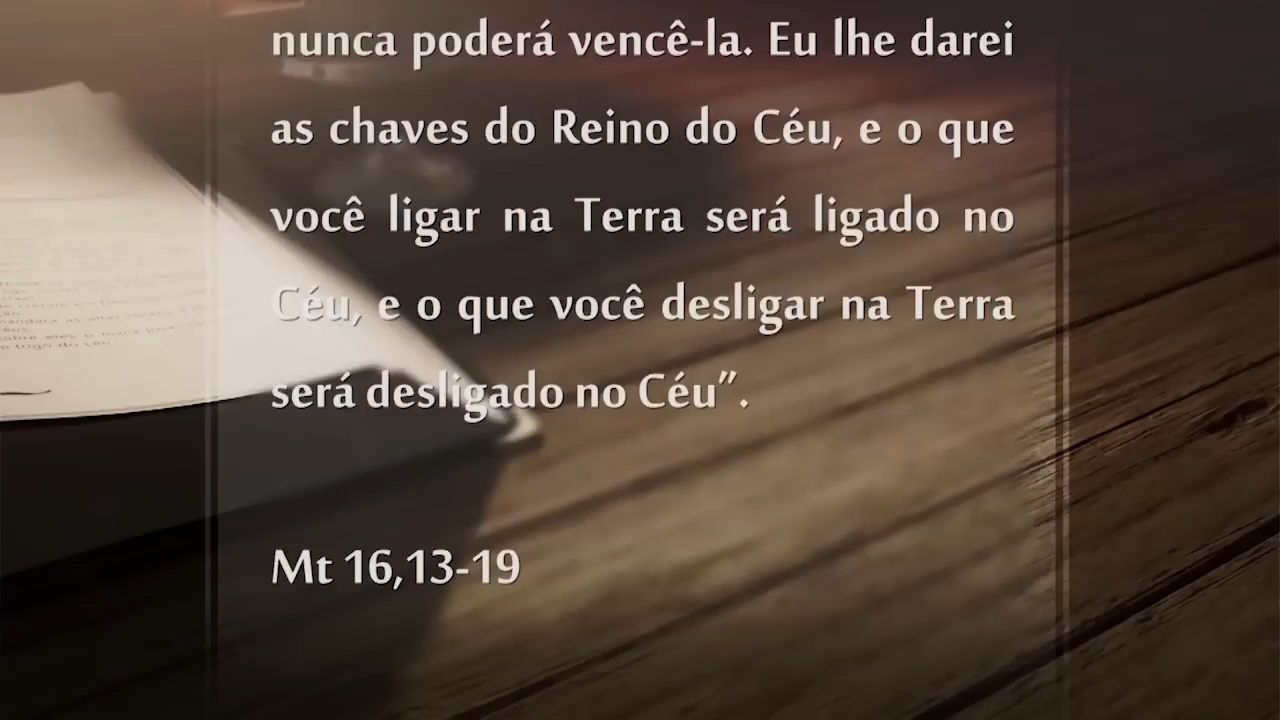 nunca poderá vencê-la. Eu lhe darei
as chaves do Reino do Céu, e o que
você ligar na Terra será ligado no
Céu, e o que você desligar na Terra
será desligado no Céu”.
Mt 16,13-19